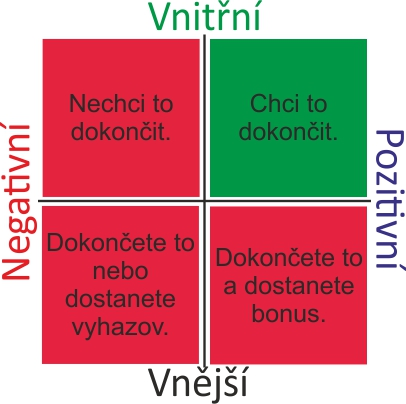 Vnitřní
Nechci to
dokončit.
Chci to
dokončit.
Negativní
Pozitivní
Dokončete to
nebo
dostanete
vyhazov.
Dokončete to
a dostanete
bonus.
Vnější